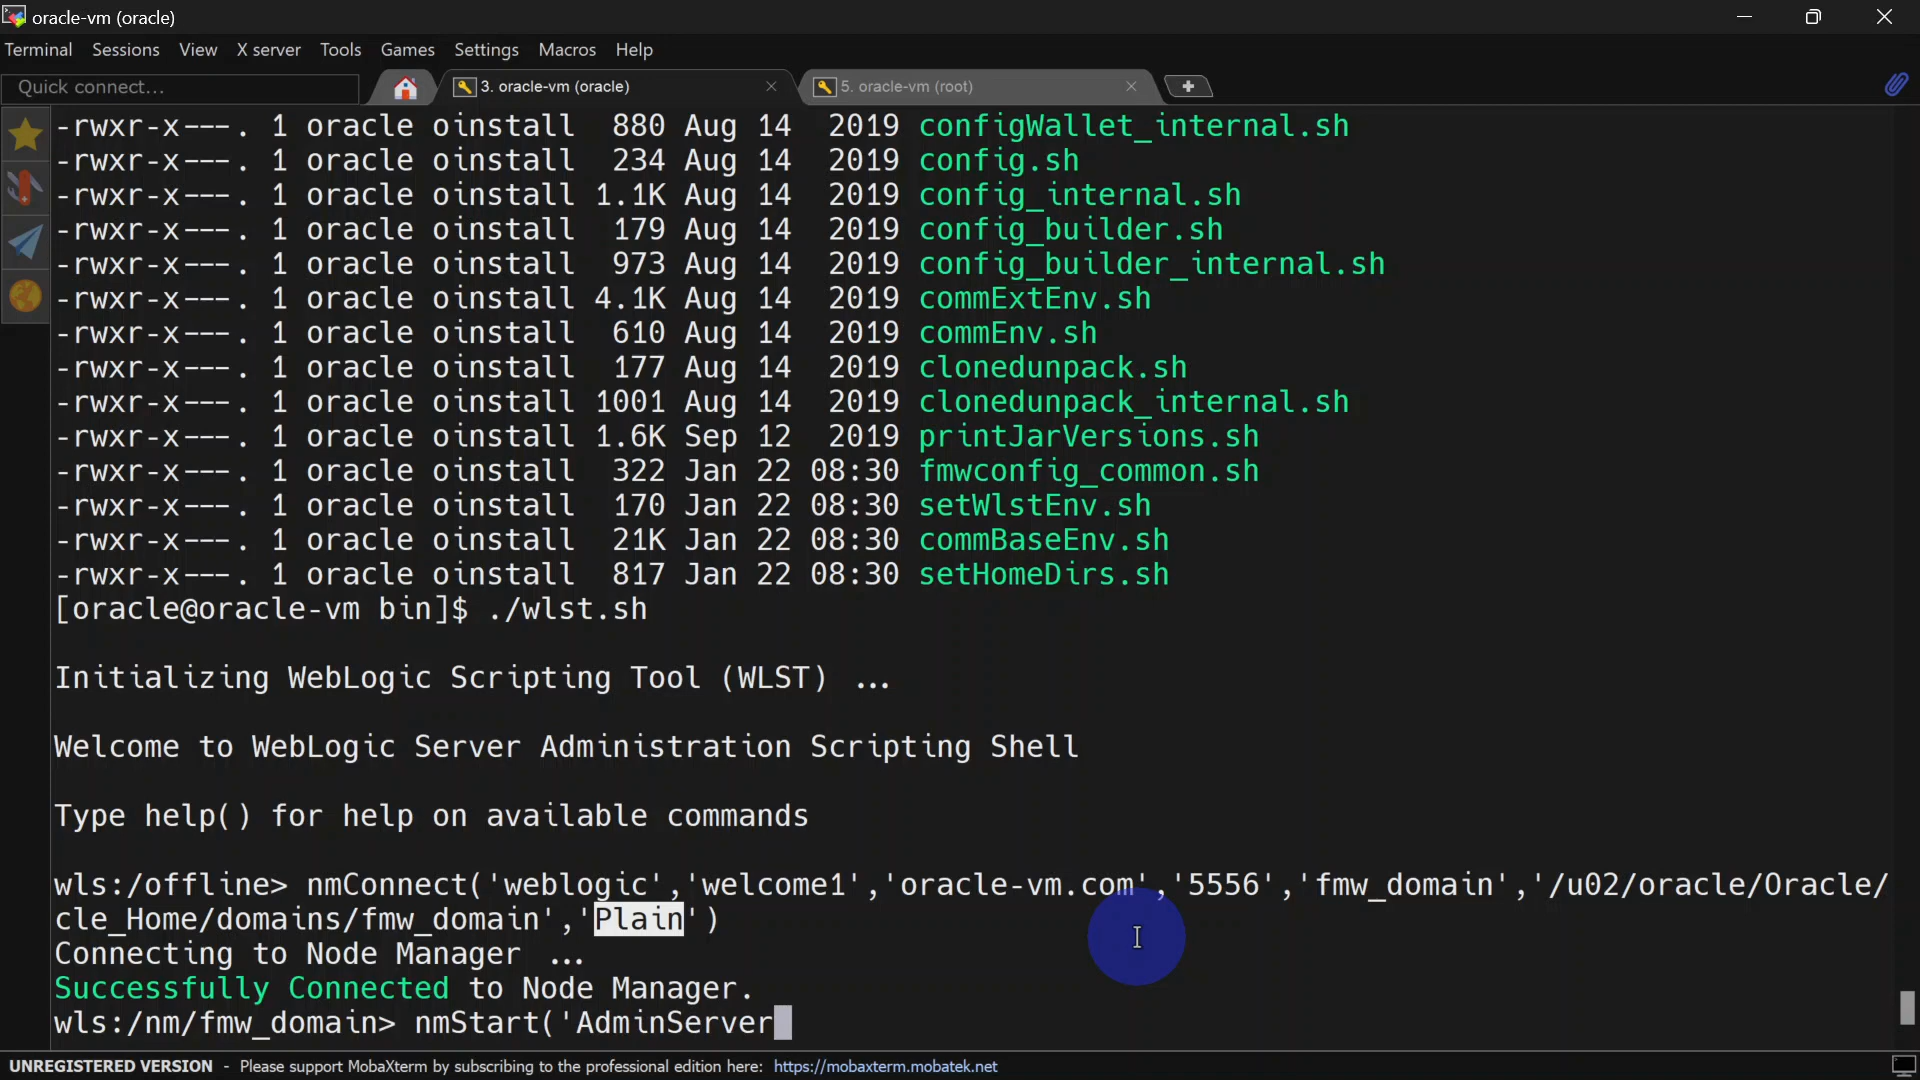 oracle-vm (oracle)
Terminal Sessions View X server Tools Games Settings Macros Help
Quick connect... 3. oracle-vm (oracle) 5. oracle-vm (root)
-rwxr-x---. 1 oracle oinstall 880 Aug 14 2019 configWallet_internal.sh
-rwxr-x---. 1 oracle oinstall 234 Aug 14 2019 config.sh
-rwxr-x---. 1 oracle oinstall 1.1K Aug 14 2019 config_internal.sh
-rwxr-x---. 1 oracle oinstall 179 Aug 14 2019 config_builder.sh
-rwxr-x---. 1 oracle oinstall 973 Aug 14 2019 config_builder_internal.sh
-rwxr-x---. 1 oracle oinstall 4.1K Aug 14 2019 commExtEnv.sh
-rwxr-x---. 1 oracle oinstall 610 Aug 14 2019 commEnv.sh
-rwxr-x---. 1 oracle oinstall 177 Aug 14 2019 clonedunpack.sh
-rwxr-x---. 1 oracle oinstall 1001 Aug 14 2019 clonedunpack_internal.sh
-rwxr-x---. 1 oracle oinstall 1.6K Sep 12 2019 printJarVersions.sh
-rwxr-x---. 1 oracle oinstall 322 Jan 22 08:30 fmwconfig_common.sh
-rwxr-x---. 1 oracle oinstall 170 Jan 22 08:30 setWlstEnv.sh
-rwxr-x---. 1 oracle oinstall 21K Jan 22 08:30 commBaseEnv.sh
-rwxr-x---. 1 oracle oinstall 817 Jan 22 08:30 setHomeDirs.sh
[oracle@oracle-vm bin]$ ./wlst.sh
Initializing WebLogic Scripting Tool (WLST) ...
Welcome to WebLogic Server Administration Scripting Shell
Type help() for help on available commands
wls:/offline> nmConnect('weblogic','welcome1','oracle-vm.com','5556','fmw_domain','/u02/oracle/Oracle/
cle_Home/domains/fmw_domain','Plain')
Connecting to Node Manager ...
Successfully Connected to Node Manager.
wls:/nm/fmw_domain> nmStart('AdminServer
UNREGISTERED VERSION - Please support MobaXterm by subscribing to the professional edition here: https://mobaxterm.mobatek.net